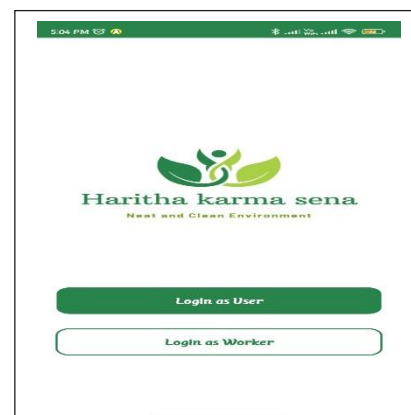 5:04 PM
Haritha karma sena
Neat and Clean Environment
Login as User
Login as Worker